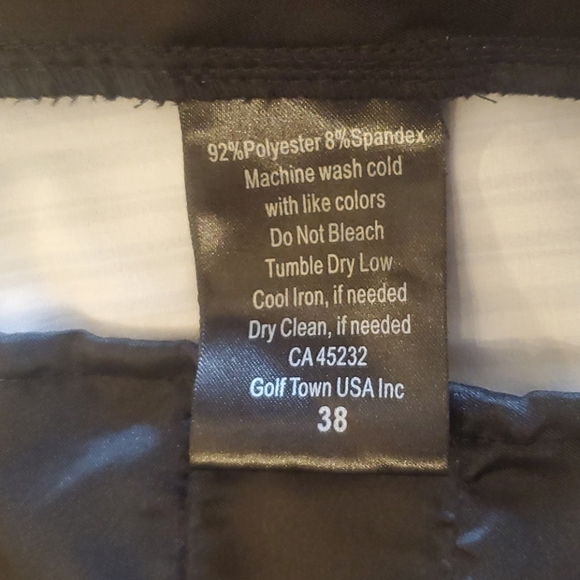 92%Polyester 8%Spandex
Machine wash cold
with like colors
Do Not Bleach
Tumble Dry Low
Cool Iron, if needed
Dry Clean, if needed
CA 45232
Golf Town USA Inc
38